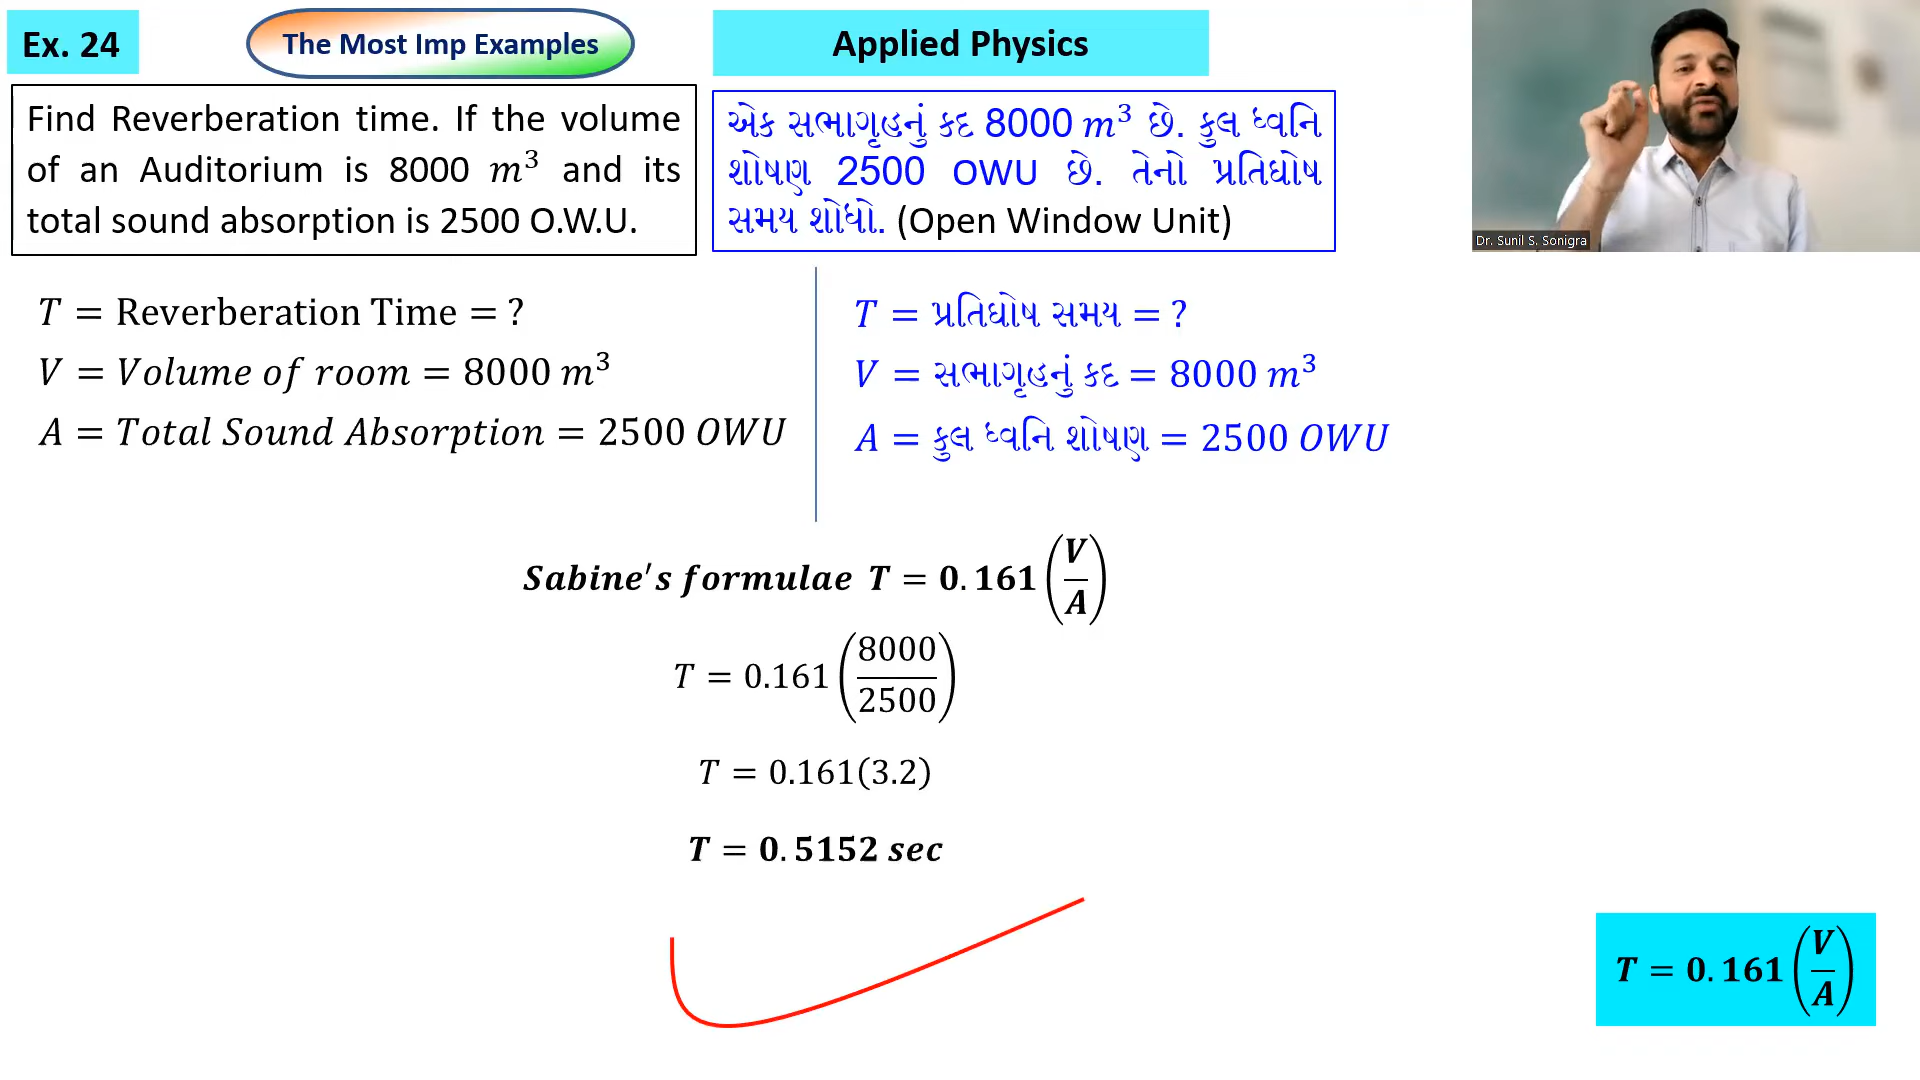 Ex. 24
The Most Imp Examples
Applied Physics
Find Reverberation time. If the volume
of an Auditorium is 8000 m³ and its
total sound absorption is 2500 O.W.U.
એક સભાગૃહનું કદ 8000 m³ છે. કુલ ધ્વનિ
શોષણ 2500 OWU છે. તેનો પ્રતિઘોષ
સમય શોધો. (Open Window Unit)
Dr. Sunil S. Sonigra
T = Reverberation Time = ?
V = Volume of room = 8000 m³
A = Total Sound Absorption = 2500 OWU
T = પ્રતિઘોષ સમય = ?
V = સભાગૃહનું કદ = 8000 m³
A = કુલ ધ્વનિ શોષણ = 2500 OWU
Sabine's formulae T = 0.161 (V/A)
T = 0.161 (8000/2500)
T = 0.161(3.2)
T = 0.5152 sec
T = 0.161 (V/A)